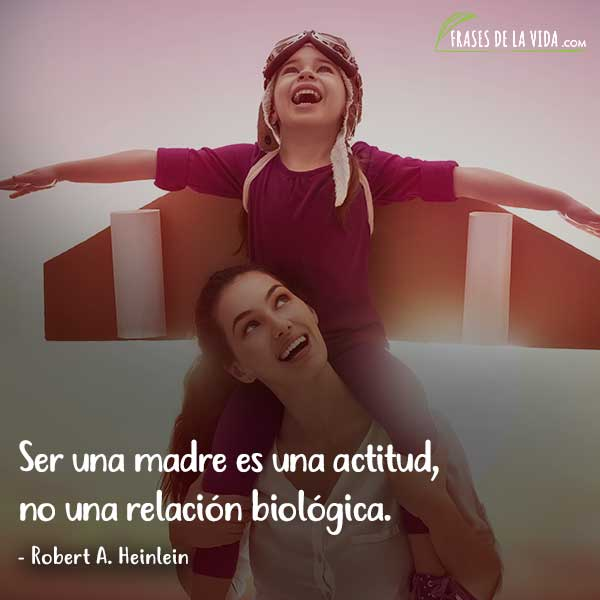 FRASES DE LA VIDA .COM
Ser una madre es una actitud,
no una relación biológica.
- Robert A. Heinlein